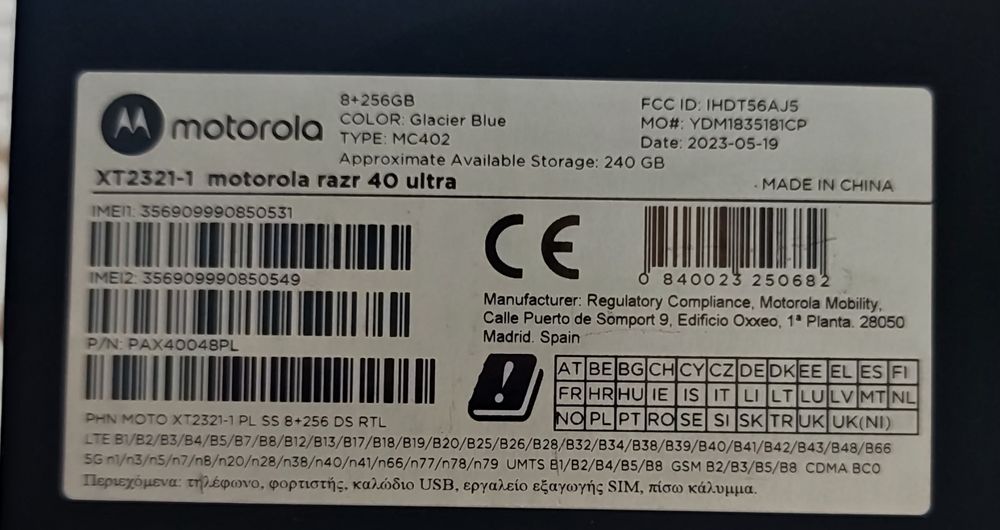 motorola
8+256GB
COLOR: Glacier Blue
TYPE: MC402
Approximate Available Storage: 240 GB
FCC ID: IHDT56AJ5
MO#: YDM1835181CP
Date: 2023-05-19
XT2321-1 motorola razr 40 ultra
MADE IN CHINA
IMEI1: 356909990850531
IMEI2: 356909990850549
P/N: PAX40048PL
CE
0 840023 250682
Manufacturer: Regulatory Compliance, Motorola Mobility,
Calle Puerto de Somport 9, Edificio Oxxeo, 1ª Planta. 28050
Madrid. Spain
AT BE BG CH CY CZ DE DK EE EL ES FI
FR HR HU IE IS IT LI LT LU LV MT NL
NO PL PT RO SE SI SK TR UK UK(NI)
PHN MOTO XT2321-1 PL SS 8+256 DS RTL
LTE B1/B2/B3/B4/B5/B7/B8/B12/B13/B17/B18/B19/B20/B25/B26/B28/B32/B34/B38/B39/B40/B41/B42/B43/B48/B66
5G n1/n3/n5/n7/n8/n20/n28/n38/n40/n41/n66/n77/n78/n79 UMTS B1/B2/B4/B5/B8 GSM B2/B3/B5/B8 CDMA BC0
Περιεχόμενα: τηλέφωνο, φορτιστής, καλώδιο USB, εργαλείο εξαγωγής SIM, πίσω κάλυμμα.